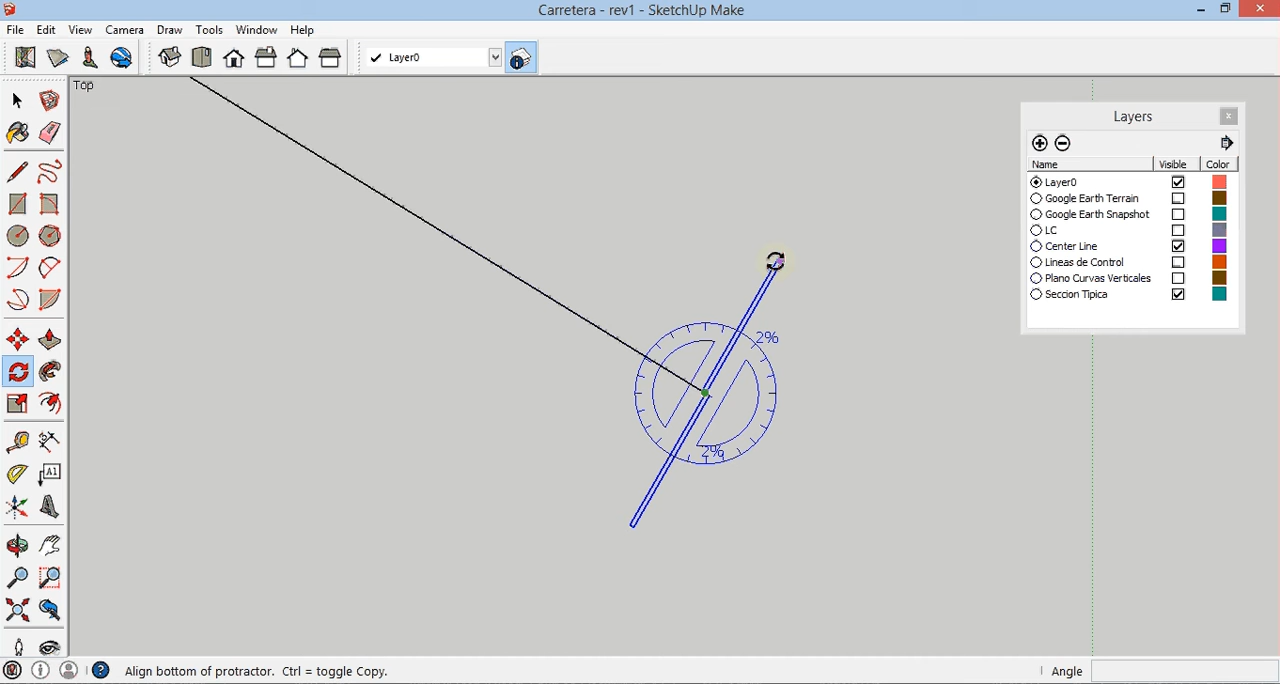 Carretera - rev1 - SketchUp Make
File Edit View Camera Draw Tools Window Help
Layer0
Top
Layers
Name Visible Color
Layer0
Google Earth Terrain
Google Earth Snapshot
LC
Center Line
Lineas de Control
Plano Curvas Verticales
Seccion Tipica
2%
2%
A1
Align bottom of protractor. Ctrl = toggle Copy.
Angle